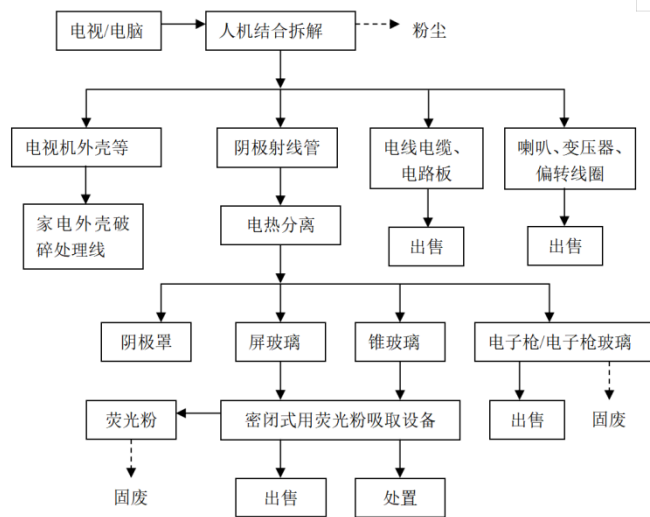 电视/电脑
人机结合拆解
粉尘
电视机外壳等
阴极射线管
电线电缆、
电路板
喇叭、变压器、
偏转线圈
家电外壳破
碎处理线
电热分离
出售
出售
阴极罩
屏玻璃
锥玻璃
电子枪/电子枪玻璃
荧光粉
密闭式用荧光粉吸取设备
出售
固废
固废
出售
处置